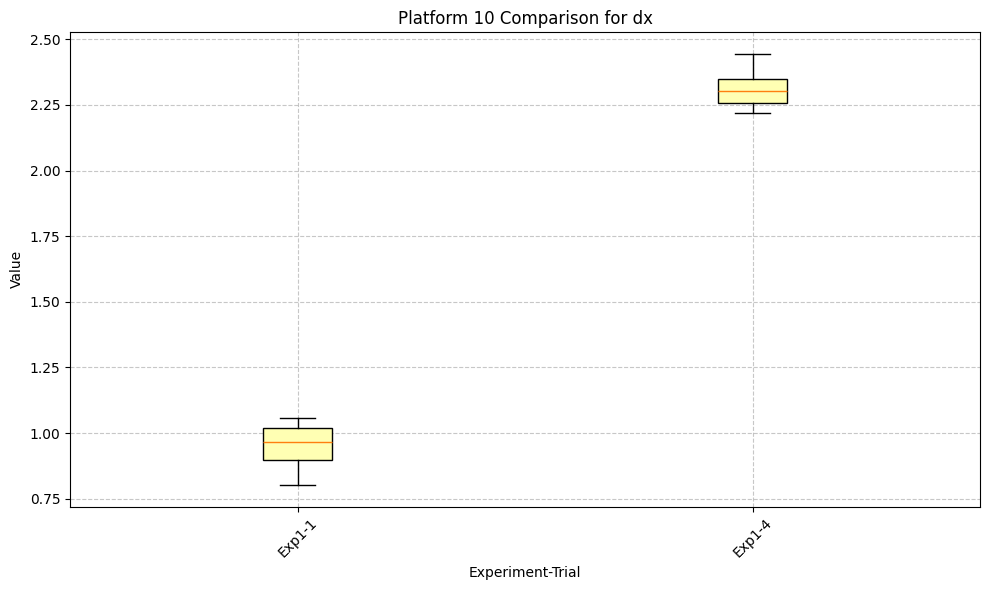 Platform 10 Comparison for dx
2.50
2.25
2.00
1.75
1.50
1.25
1.00
0.75
Value
Exp1-1
Exp1-4
Experiment-Trial